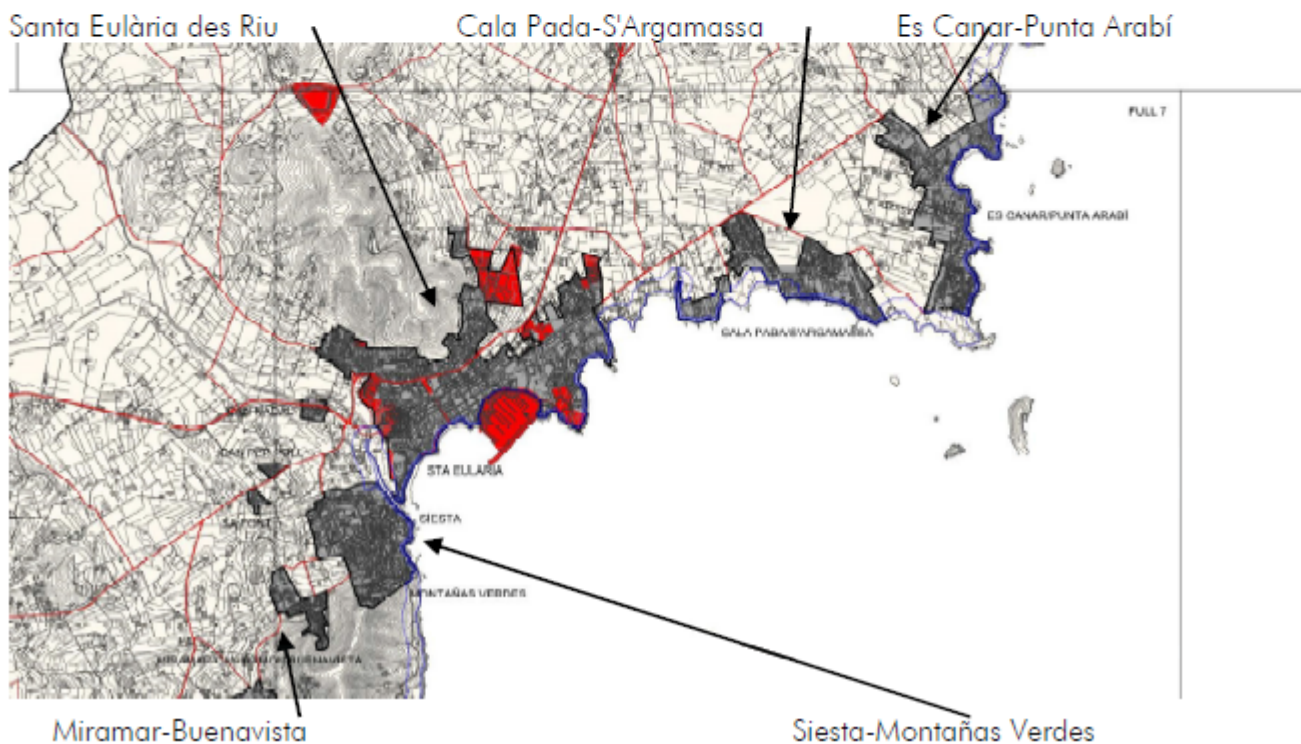 Santa Eulària des Riu
Cala Pada-S'Argamassa
Es Canar-Punta Arabí
FULL 7
ES CANAR/PUNTA ARABÍ
CALA PADA/S'ARGAMASSA
STA EULARIA
SIESTA
MONTAÑAS VERDES
Miramar-Buenavista
Siesta-Montañas Verdes